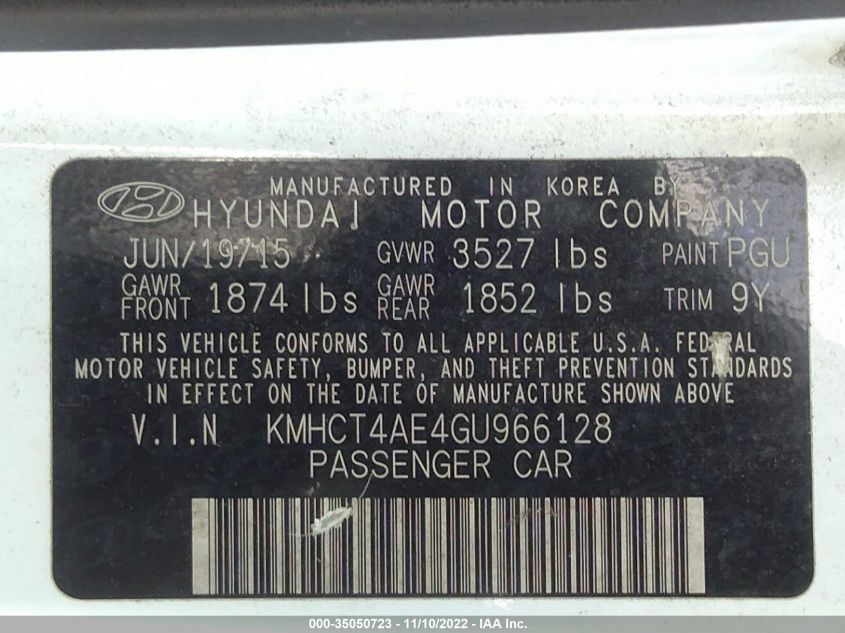 MANUFACTURED IN KOREA BY
HYUNDAI MOTOR COMPANY
JUN/19/15 GVWR 3527 lbs PAINT PGU
GAWR FRONT 1874 lbs GAWR REAR 1852 lbs TRIM 9Y
THIS VEHICLE CONFORMS TO ALL APPLICABLE U.S.A. FEDERAL
MOTOR VEHICLE SAFETY, BUMPER, AND THEFT PREVENTION STANDARDS
IN EFFECT ON THE DATE OF MANUFACTURE SHOWN ABOVE
V.I.N KMHCT4AE4GU966128
PASSENGER CAR
000-35050723 - 11/10/2022 - IAA Inc.